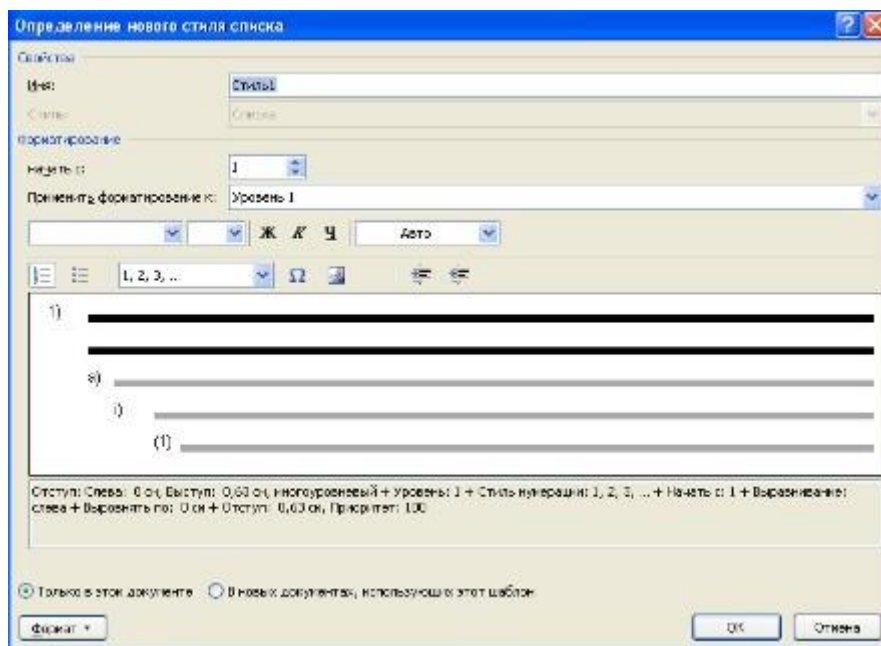 Определение нового стиля списка
Свойства
Имя: Стиль1
Стиль: Списка
Форматирование
Начать с: 1
Применить форматирование к: Уровень 1
Ж К Ч Авто
1, 2, 3, ... Ω
1)
a)
i)
(1)
Отступ: Слева: 0 см, Выступ: 0,63 см, многоуровневый + Уровень: 1 + Стиль нумерации: 1, 2, 3, ... + Начать с: 1 + Выравнивание:
слева + Выровнять по: 0 см + Отступ: 0,63 см, Приоритет: 100
Только в этом документе В новых документах, использующих этот шаблон
Формат OK Отмена